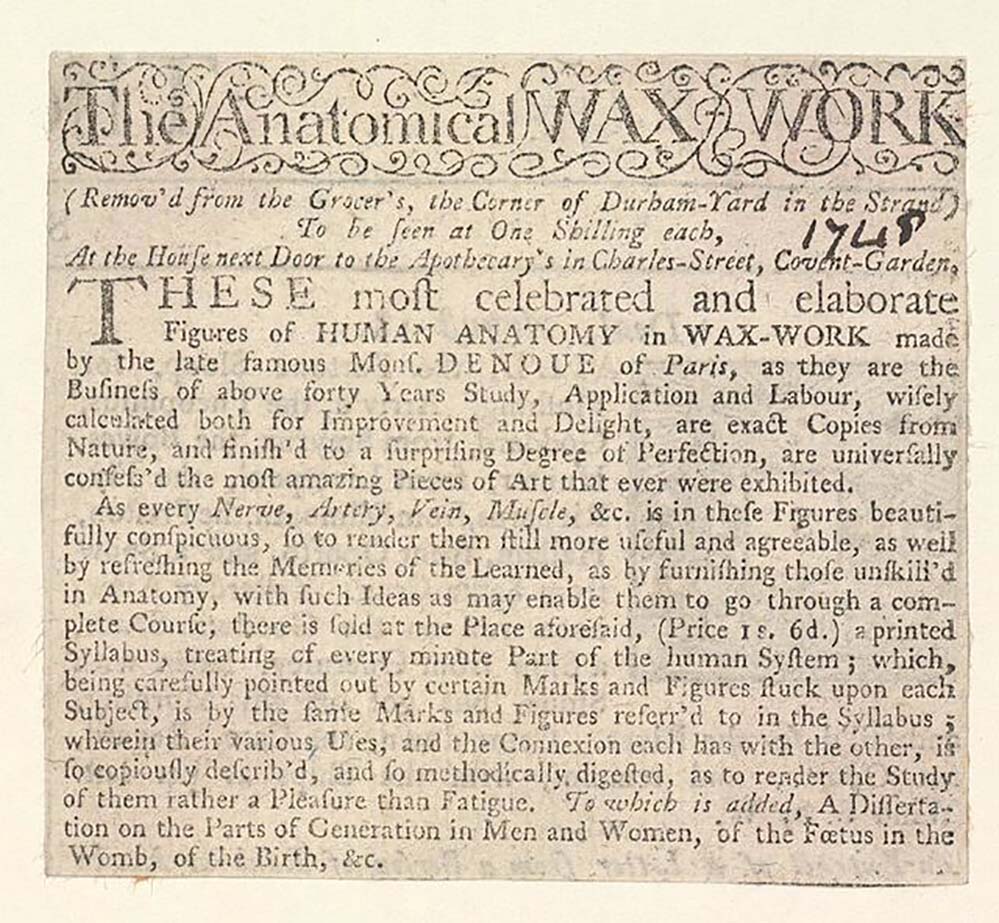 The Anatomical WAX WORK
(Remov'd from the Grocer's, the Corner of Durham-Yard in the Strand)
To be ſeen at One Shilling each,
1748
At the Houſe next Door to the Apothecary's in Charles-Street, Covent-Garden.
THESE moſt celebrated and elaborate
Figures of HUMAN ANATOMY in WAX-WORK made
by the late famous Monſ. DENOUE of Paris, as they are the
Buſineſs of above forty Years Study, Application and Labour, wiſely
calculated both for Improvement and Delight, are exact Copies from
Nature, and finiſh'd to a ſurpriſing Degree of Perfection, are univerſally
confeſs'd the moſt amazing Pieces of Art that ever were exhibited.
As every Nerve, Artery, Vein, Muſcle, &c. is in theſe Figures beauti-
fully conſpicuous, ſo to render them ſtill more uſeful and agreeable, as well
by refreſhing the Memories of the Learned, as by furniſhing thoſe unſkill'd
in Anatomy, with ſuch Ideas as may enable them to go through a com-
plete Courſe; there is ſold at the Place aforeſaid, (Price 1 s. 6d.) a printed
Syllabus, treating of every minute Part of the human Syſtem ; which,
being carefully pointed out by certain Marks and Figures ſtuck upon each
Subject, is by the ſame Marks and Figures referr'd to in the Syllabus ;
wherein their various Uſes, and the Connexion each has with the other, is
ſo copiouſly deſcrib'd, and ſo methodically digeſted, as to render the Study
of them rather a Pleaſure than Fatigue. To which is added, A Diſſerta-
tion on the Parts of Generation in Men and Women, of the Fœtus in the
Womb, of the Birth, &c.